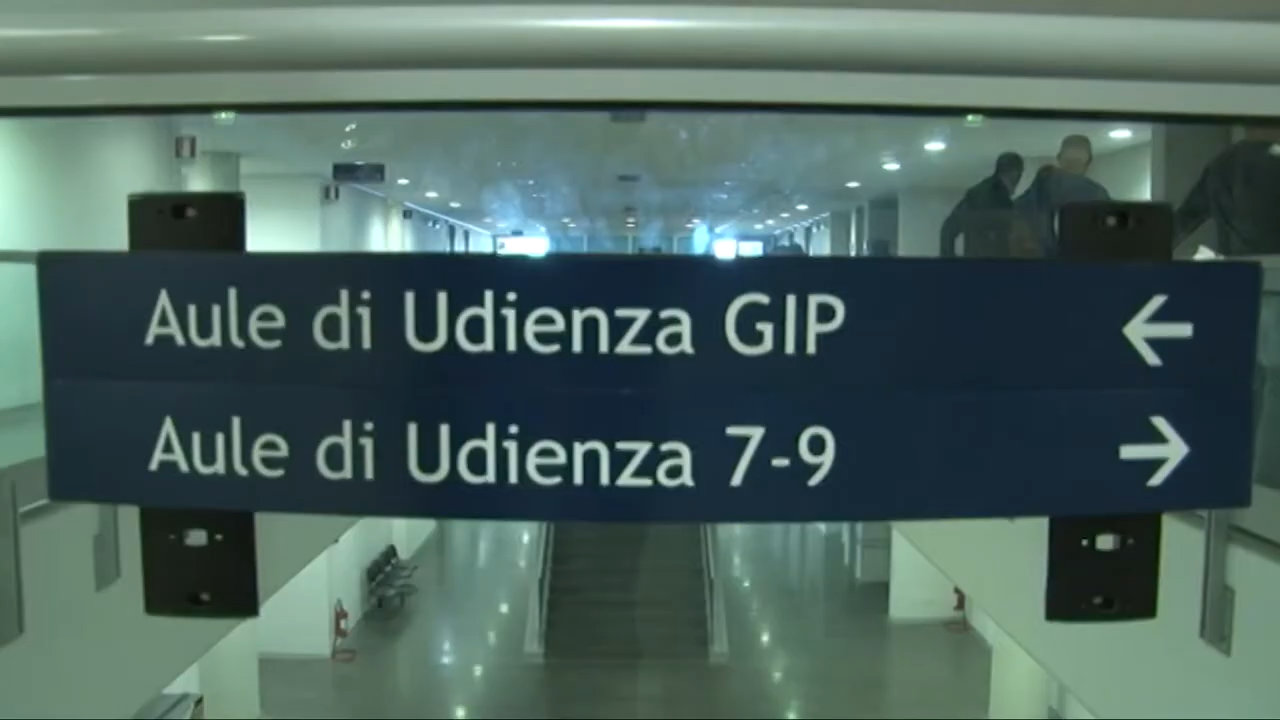 Aule di Udienza GIP ←
Aule di Udienza 7-9 →